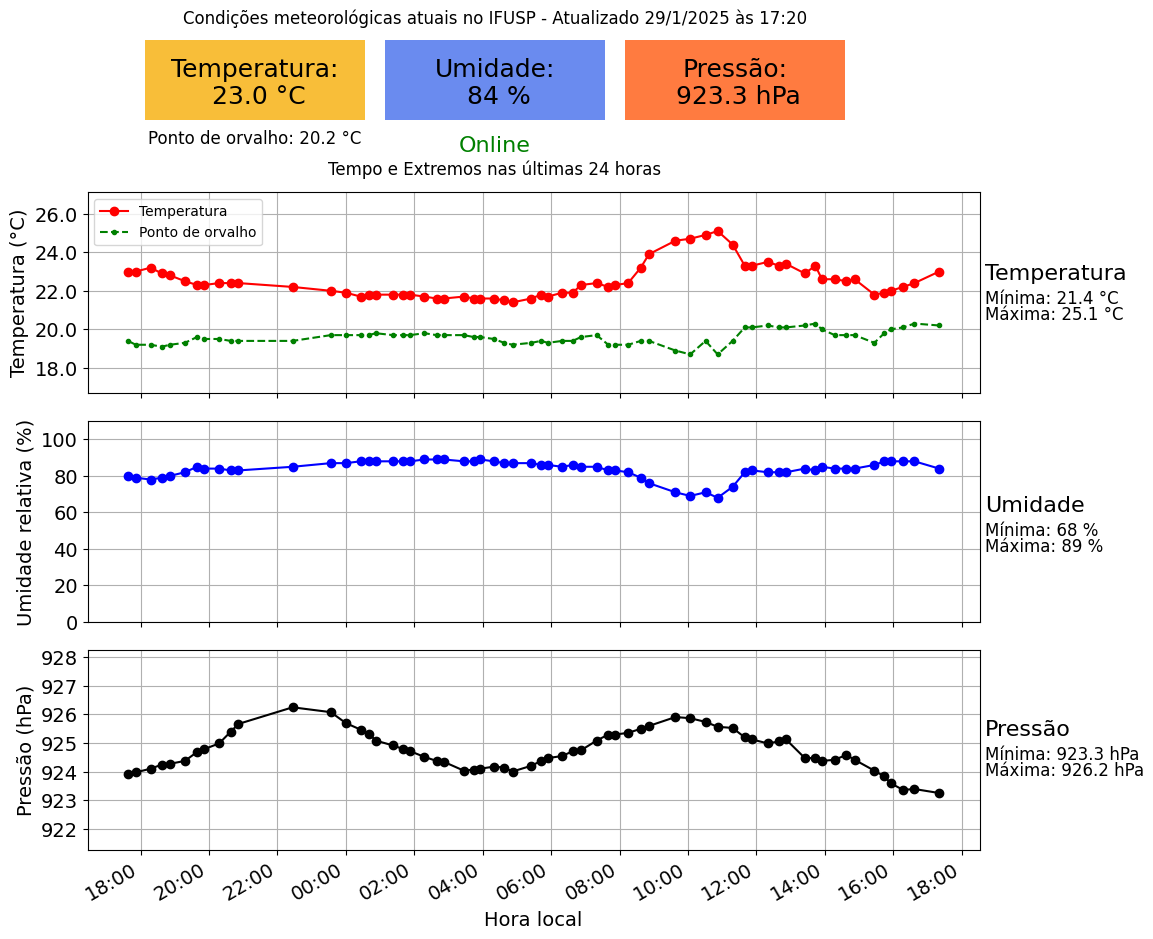 Condições meteorológicas atuais no IFUSP - Atualizado 29/1/2025 às 17:20
Temperatura:
23.0 °C
Umidade:
84 %
Pressão:
923.3 hPa
Ponto de orvalho: 20.2 °C
Online
Tempo e Extremos nas últimas 24 horas
Temperatura (°C)
26.0
24.0
22.0
20.0
18.0
Temperatura
Ponto de orvalho
Temperatura
Mínima: 21.4 °C
Máxima: 25.1 °C
Umidade relativa (%)
100
80
60
40
20
0
Umidade
Mínima: 68 %
Máxima: 89 %
Pressão (hPa)
928
927
926
925
924
923
922
Pressão
Mínima: 923.3 hPa
Máxima: 926.2 hPa
18:00 20:00 22:00 00:00 02:00 04:00 06:00 08:00 10:00 12:00 14:00 16:00 18:00
Hora local